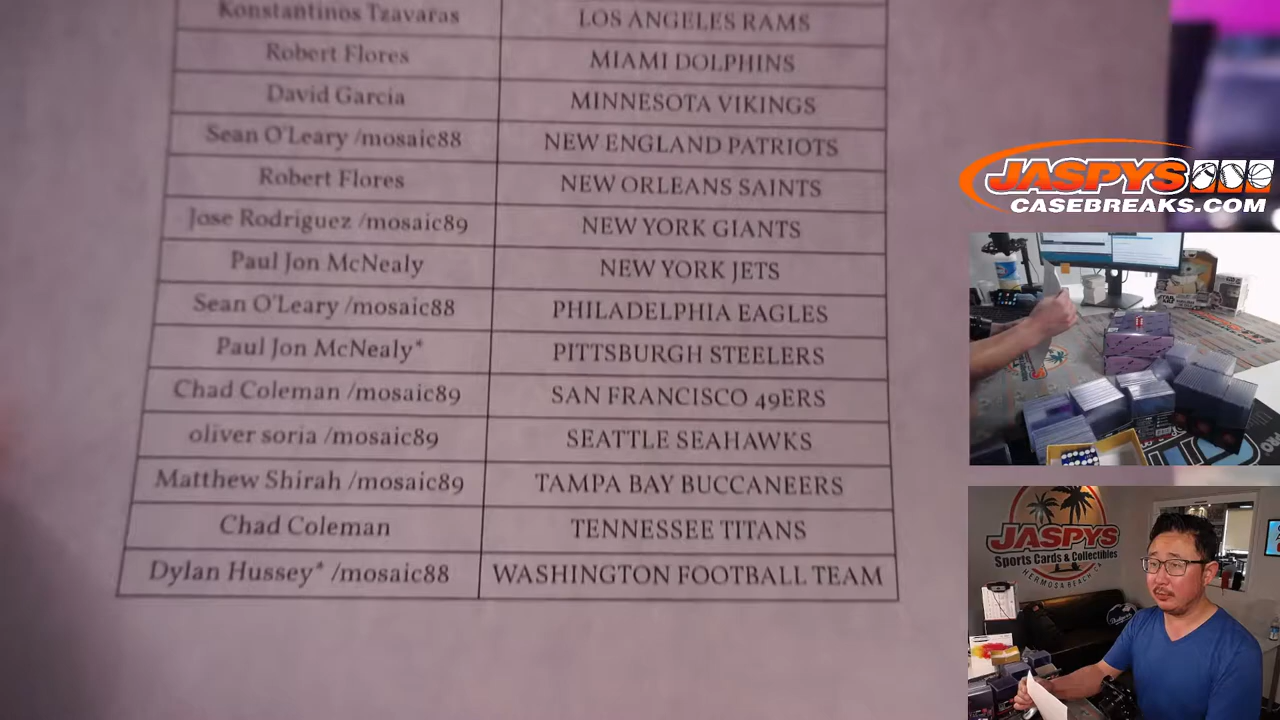 Konstantinos Tzavaras LOS ANGELES RAMS
Robert Flores MIAMI DOLPHINS
David Garcia MINNESOTA VIKINGS
Sean O'Leary /mosaic88 NEW ENGLAND PATRIOTS
Robert Flores NEW ORLEANS SAINTS
Jose Rodriguez /mosaic89 NEW YORK GIANTS
Paul Jon McNealy NEW YORK JETS
Sean O'Leary /mosaic88 PHILADELPHIA EAGLES
Paul Jon McNealy* PITTSBURGH STEELERS
Chad Coleman /mosaic89 SAN FRANCISCO 49ERS
oliver soria /mosaic89 SEATTLE SEAHAWKS
Matthew Shirah /mosaic89 TAMPA BAY BUCCANEERS
Chad Coleman TENNESSEE TITANS
Dylan Hussey* /mosaic88 WASHINGTON FOOTBALL TEAM
JASPYS
CASEBREAKS.COM
JASPYS
Sports Cards & Collectibles
HERMOSA BEACH, CA
Dodgers